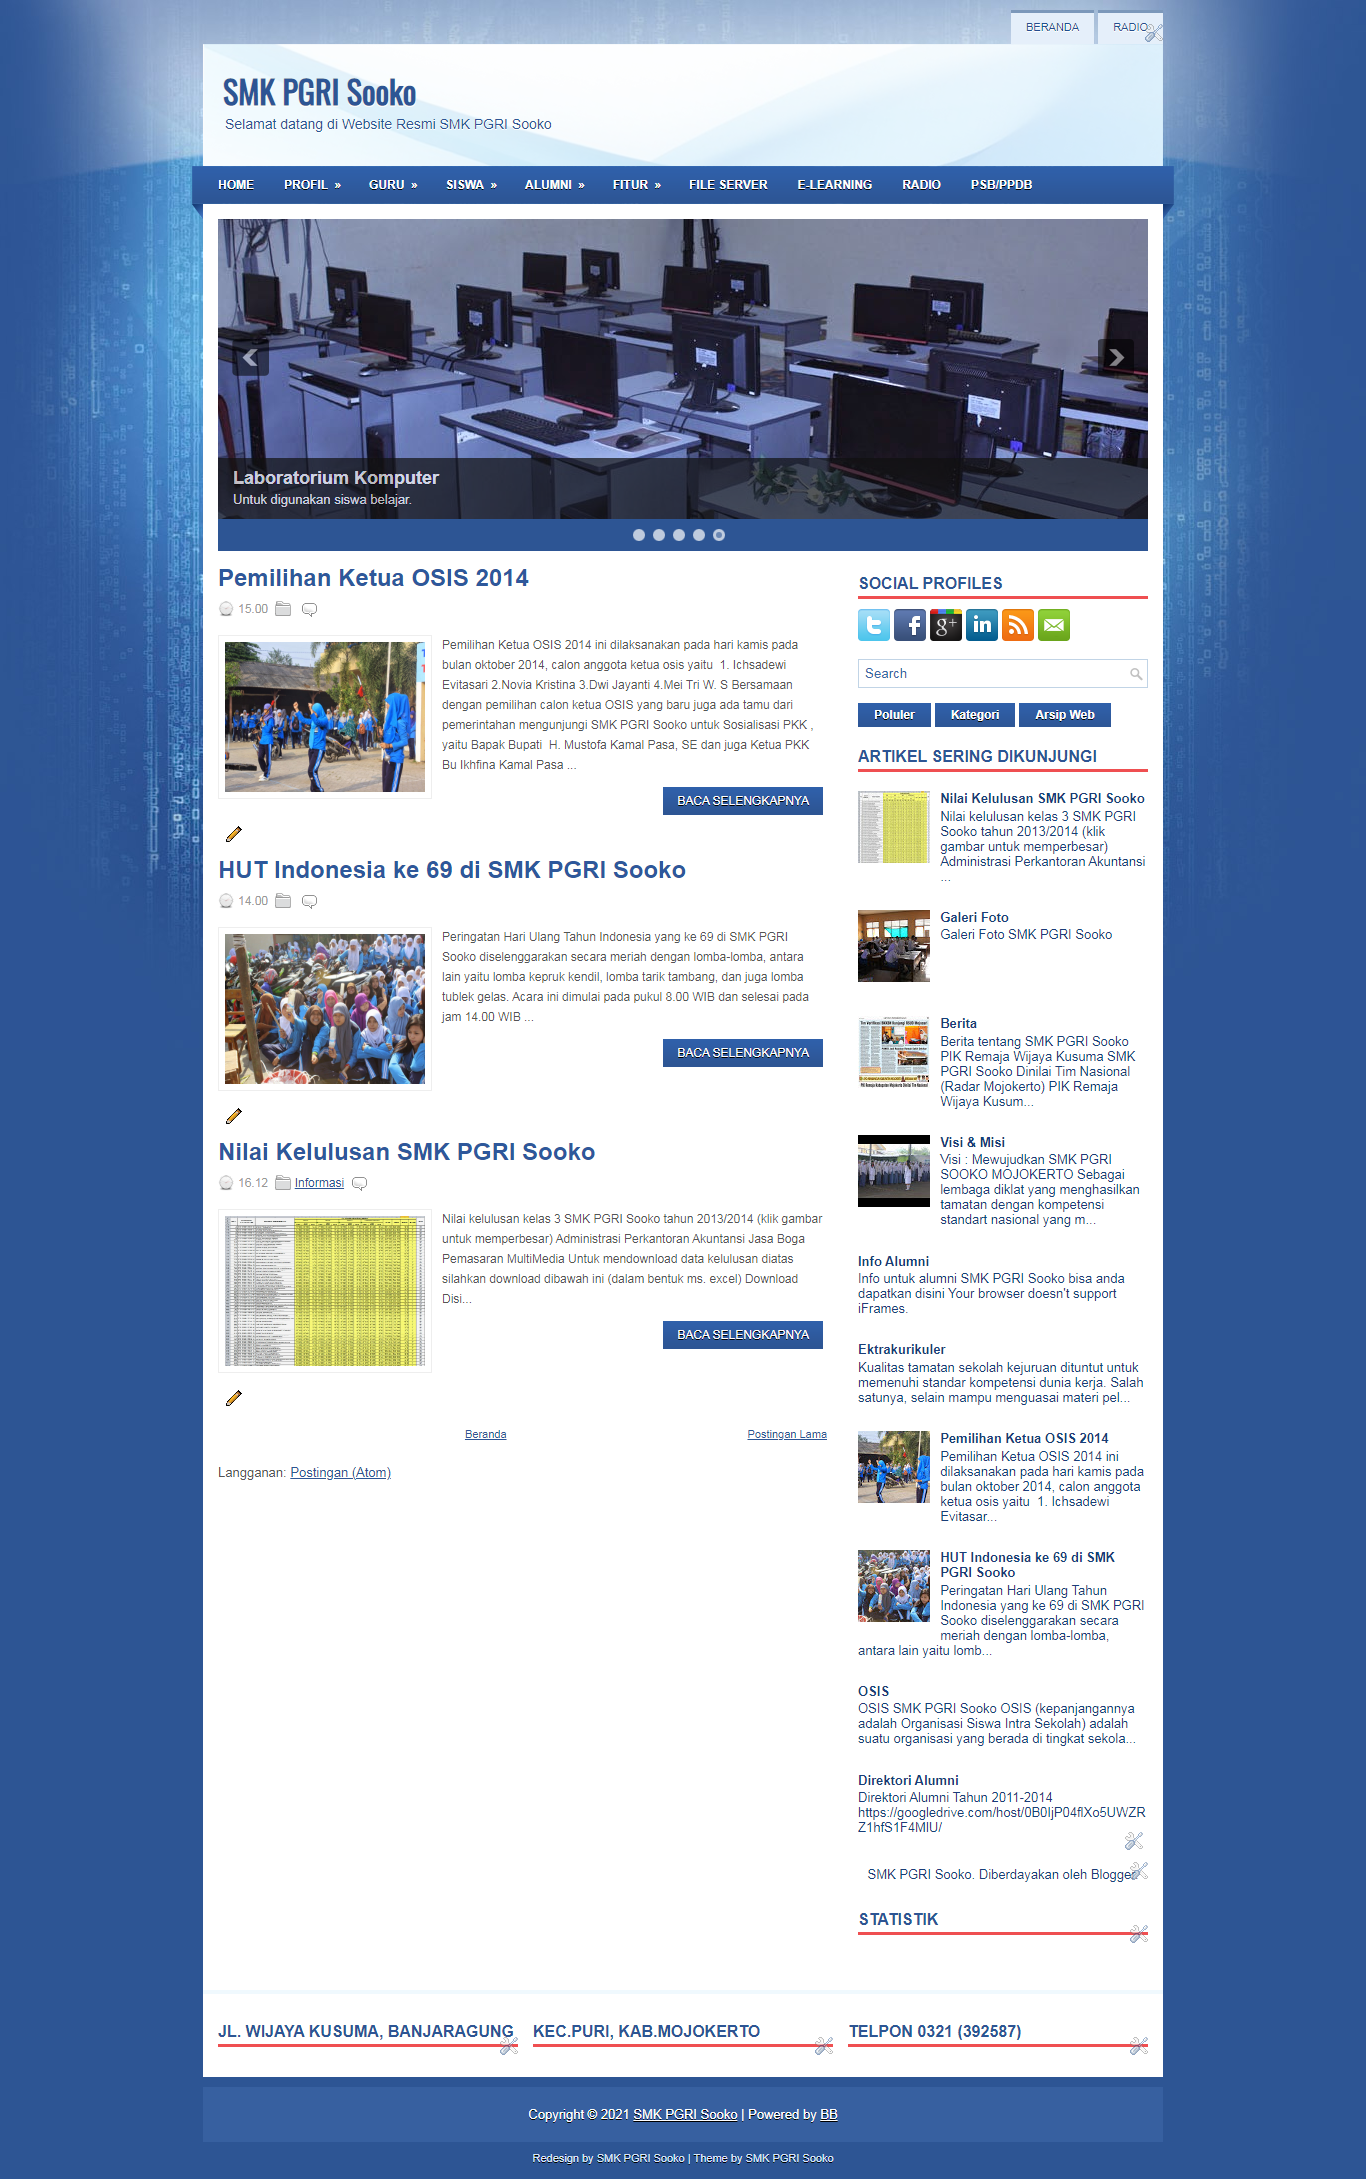 BERANDA
RADIO
SMK PGRI Sooko
Selamat datang di Website Resmi SMK PGRI Sooko
HOME
PROFIL »
GURU »
SISWA »
ALUMNI »
FITUR »
FILE SERVER
E-LEARNING
RADIO
PSB/PPDB
Laboratorium Komputer
Untuk digunakan siswa belajar.
Pemilihan Ketua OSIS 2014
15.00
Pemilihan Ketua OSIS 2014 ini dilaksanakan pada hari kamis pada
bulan oktober 2014, calon anggota ketua osis yaitu  1. Ichsadewi
Evitasari 2.Novia Kristina 3.Dwi Jayanti 4.Mei Tri W. S Bersamaan
dengan pemilihan calon ketua OSIS yang baru juga ada tamu dari
pemerintahan mengunjungi SMK PGRI Sooko untuk Sosialisasi PKK ,
yaitu Bapak Bupati  H. Mustofa Kamal Pasa, SE dan juga Ketua PKK
Bu Ikhfina Kamal Pasa ...
BACA SELENGKAPNYA
HUT Indonesia ke 69 di SMK PGRI Sooko
14.00
Peringatan Hari Ulang Tahun Indonesia yang ke 69 di SMK PGRI
Sooko diselenggarakan secara meriah dengan lomba-lomba, antara
lain yaitu lomba kepruk kendil, lomba tarik tambang, dan juga lomba
tublek gelas. Acara ini dimulai pada pukul 8.00 WIB dan selesai pada
jam 14.00 WIB ...
BACA SELENGKAPNYA
Nilai Kelulusan SMK PGRI Sooko
16.12 Informasi
Nilai kelulusan kelas 3 SMK PGRI Sooko tahun 2013/2014 (klik gambar
untuk memperbesar) Administrasi Perkantoran Akuntansi Jasa Boga
Pemasaran MultiMedia Untuk mendownload data kelulusan diatas
silahkan download dibawah ini (dalam bentuk ms. excel) Download
Disi...
BACA SELENGKAPNYA
Beranda
Postingan Lama
Langganan: Postingan (Atom)
SOCIAL PROFILES
Search
Poluler
Kategori
Arsip Web
ARTIKEL SERING DIKUNJUNGI
Nilai Kelulusan SMK PGRI Sooko
Nilai kelulusan kelas 3 SMK PGRI
Sooko tahun 2013/2014 (klik
gambar untuk memperbesar)
Administrasi Perkantoran Akuntansi
...
Galeri Foto
Galeri Foto SMK PGRI Sooko
Berita
Berita tentang SMK PGRI Sooko
PIK Remaja Wijaya Kusuma SMK
PGRI Sooko Dinilai Tim Nasional
(Radar Mojokerto) PIK Remaja
Wijaya Kusum...
Visi & Misi
Visi : Mewujudkan SMK PGRI
SOOKO MOJOKERTO Sebagai
lembaga diklat yang menghasilkan
tamatan dengan kompetensi
standart nasional yang m...
Info Alumni
Info untuk alumni SMK PGRI Sooko bisa anda
dapatkan disini Your browser doesn't support
iFrames.
Ektrakurikuler
Kualitas tamatan sekolah kejuruan dituntut untuk
memenuhi standar kompetensi dunia kerja. Salah
satunya, selain mampu menguasai materi pel...
Pemilihan Ketua OSIS 2014
Pemilihan Ketua OSIS 2014 ini
dilaksanakan pada hari kamis pada
bulan oktober 2014, calon anggota
ketua osis yaitu  1. Ichsadewi
Evitasar...
HUT Indonesia ke 69 di SMK
PGRI Sooko
Peringatan Hari Ulang Tahun
Indonesia yang ke 69 di SMK PGRI
Sooko diselenggarakan secara
meriah dengan lomba-lomba,
antara lain yaitu lomb...
OSIS
OSIS SMK PGRI Sooko OSIS (kepanjangannya
adalah Organisasi Siswa Intra Sekolah) adalah
suatu organisasi yang berada di tingkat sekola...
Direktori Alumni
Direktori Alumni Tahun 2011-2014
SMK PGRI Sooko. Diberdayakan oleh Blogger
STATISTIK
JL. WIJAYA KUSUMA, BANJARAGUNG
KEC.PURI, KAB.MOJOKERTO
TELPON 0321 (392587)
Copyright © 2021 SMK PGRI Sooko | Powered by BB
Redesign by SMK PGRI Sooko | Theme by SMK PGRI Sooko